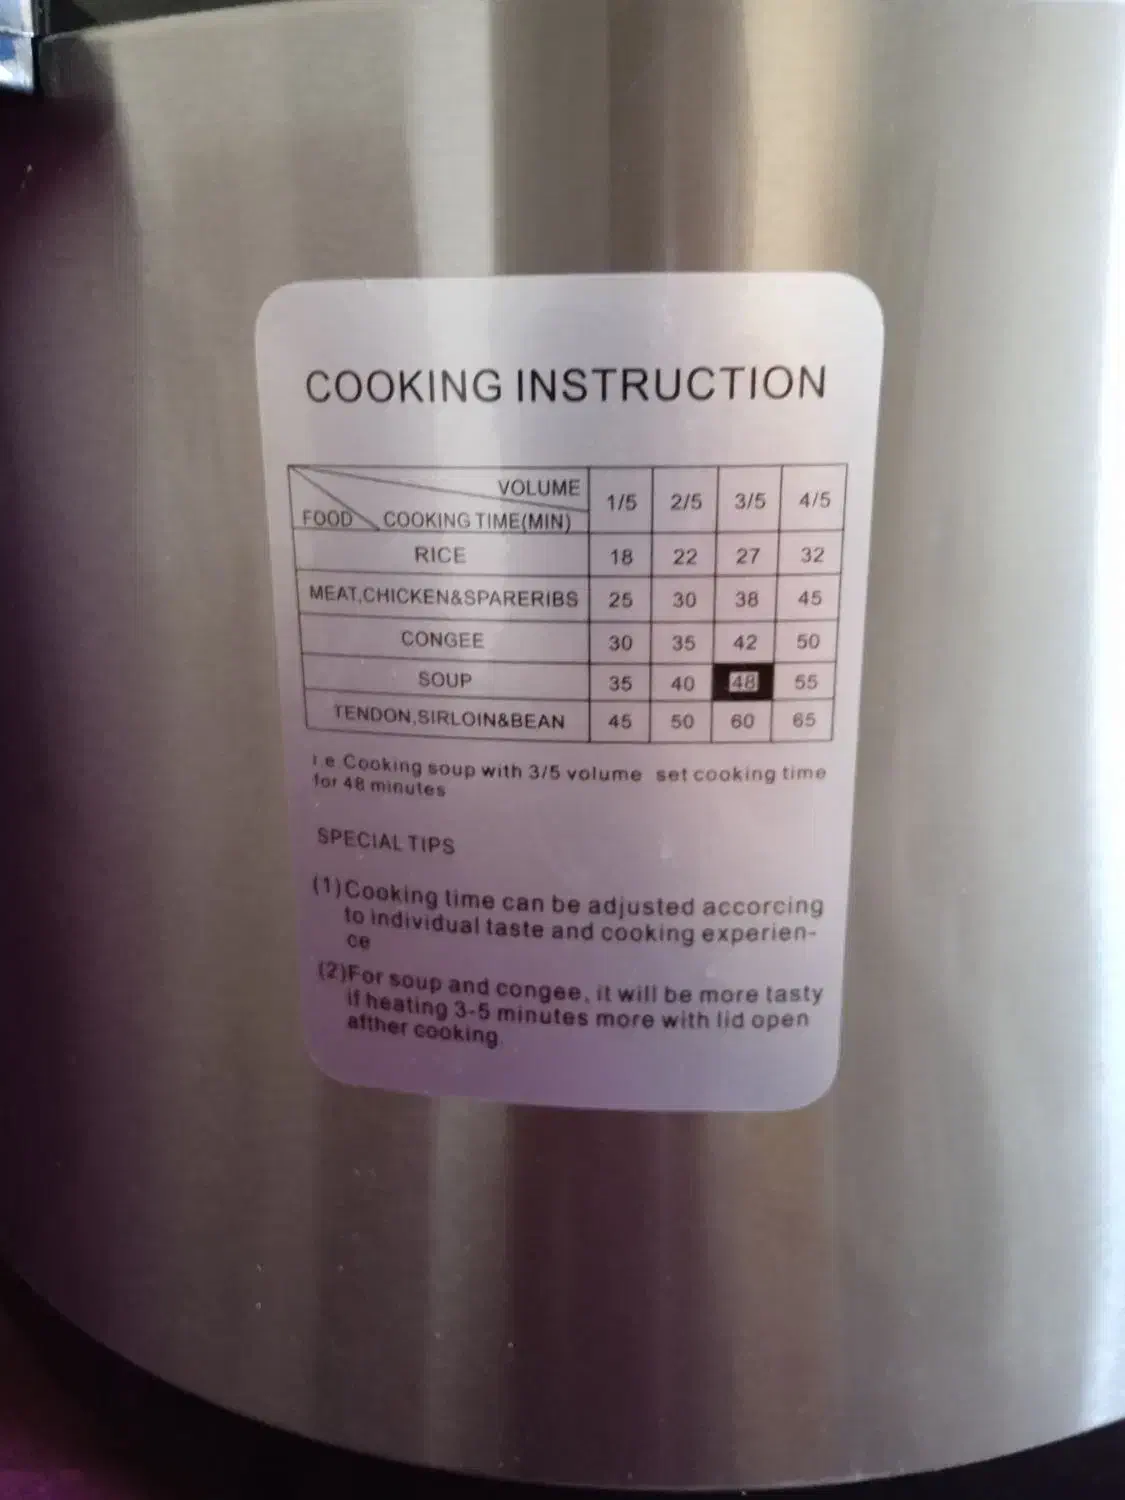 COOKING INSTRUCTION
VOLUME 1/5 2/5 3/5 4/5
FOOD COOKING TIME(MIN)
RICE 18 22 27 32
MEAT,CHICKEN&SPARERIBS 25 30 38 45
CONGEE 30 35 42 50
SOUP 35 40 48 55
TENDON,SIRLOIN&BEAN 45 50 60 65
i.e.Cooking soup with 3/5 volume set cooking time
for 48 minutes
SPECIAL TIPS
(1)Cooking time can be adjusted accorcing
to individual taste and cooking experien-
ce
(2)For soup and congee, it will be more tasty
if heating 3-5 minutes more with lid open
afther cooking